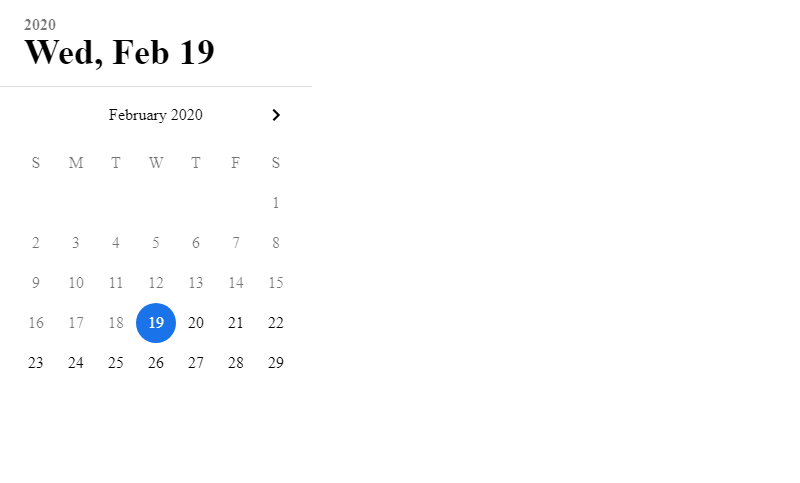 2020
Wed, Feb 19
February 2020
S M T W T F S
1
2 3 4 5 6 7 8
9 10 11 12 13 14 15
16 17 18 19 20 21 22
23 24 25 26 27 28 29